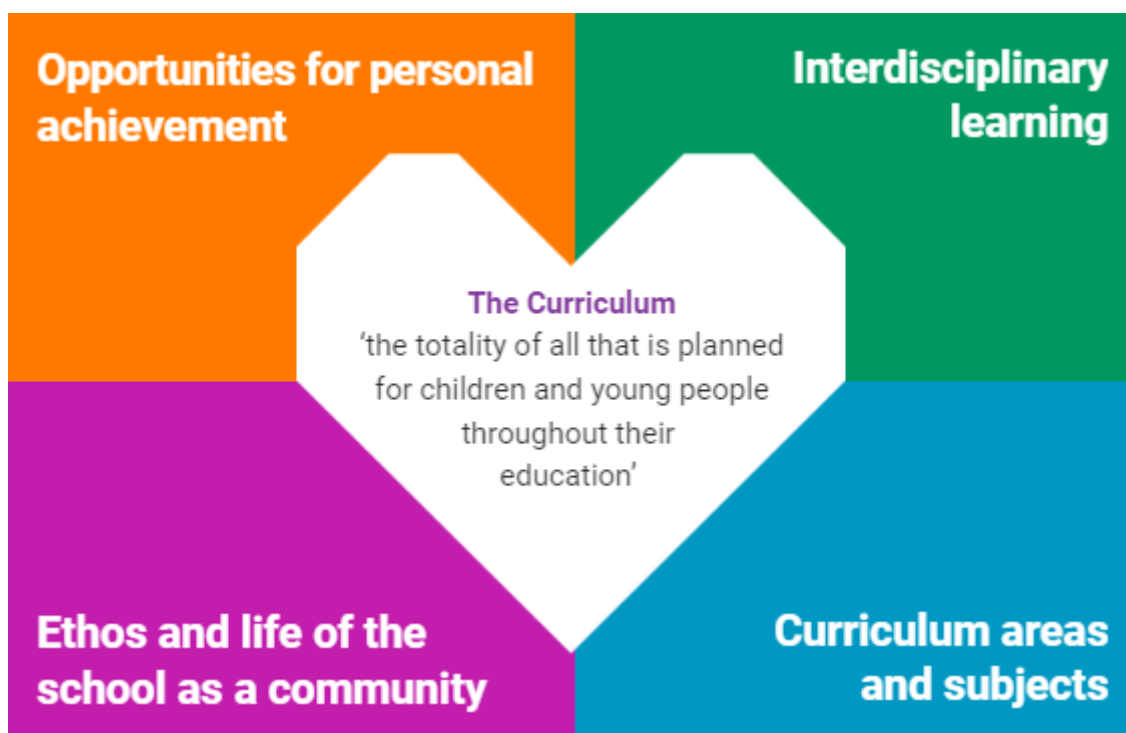 Opportunities for personal
achievement
Interdisciplinary
learning
The Curriculum
‘the totality of all that is planned
for children and young people
throughout their
education’
Ethos and life of the
school as a community
Curriculum areas
and subjects